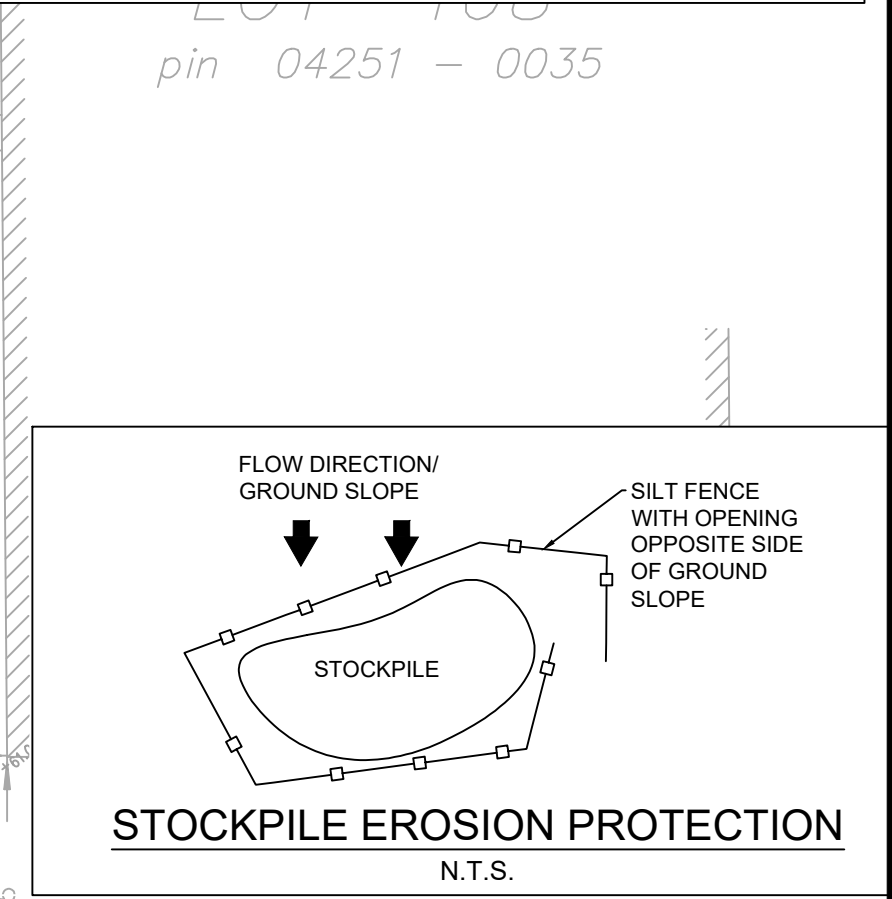 pin 04251 – 0035
FLOW DIRECTION/
GROUND SLOPE
SILT FENCE
WITH OPENING
OPPOSITE SIDE
OF GROUND
SLOPE
STOCKPILE
STOCKPILE EROSION PROTECTION
N.T.S.